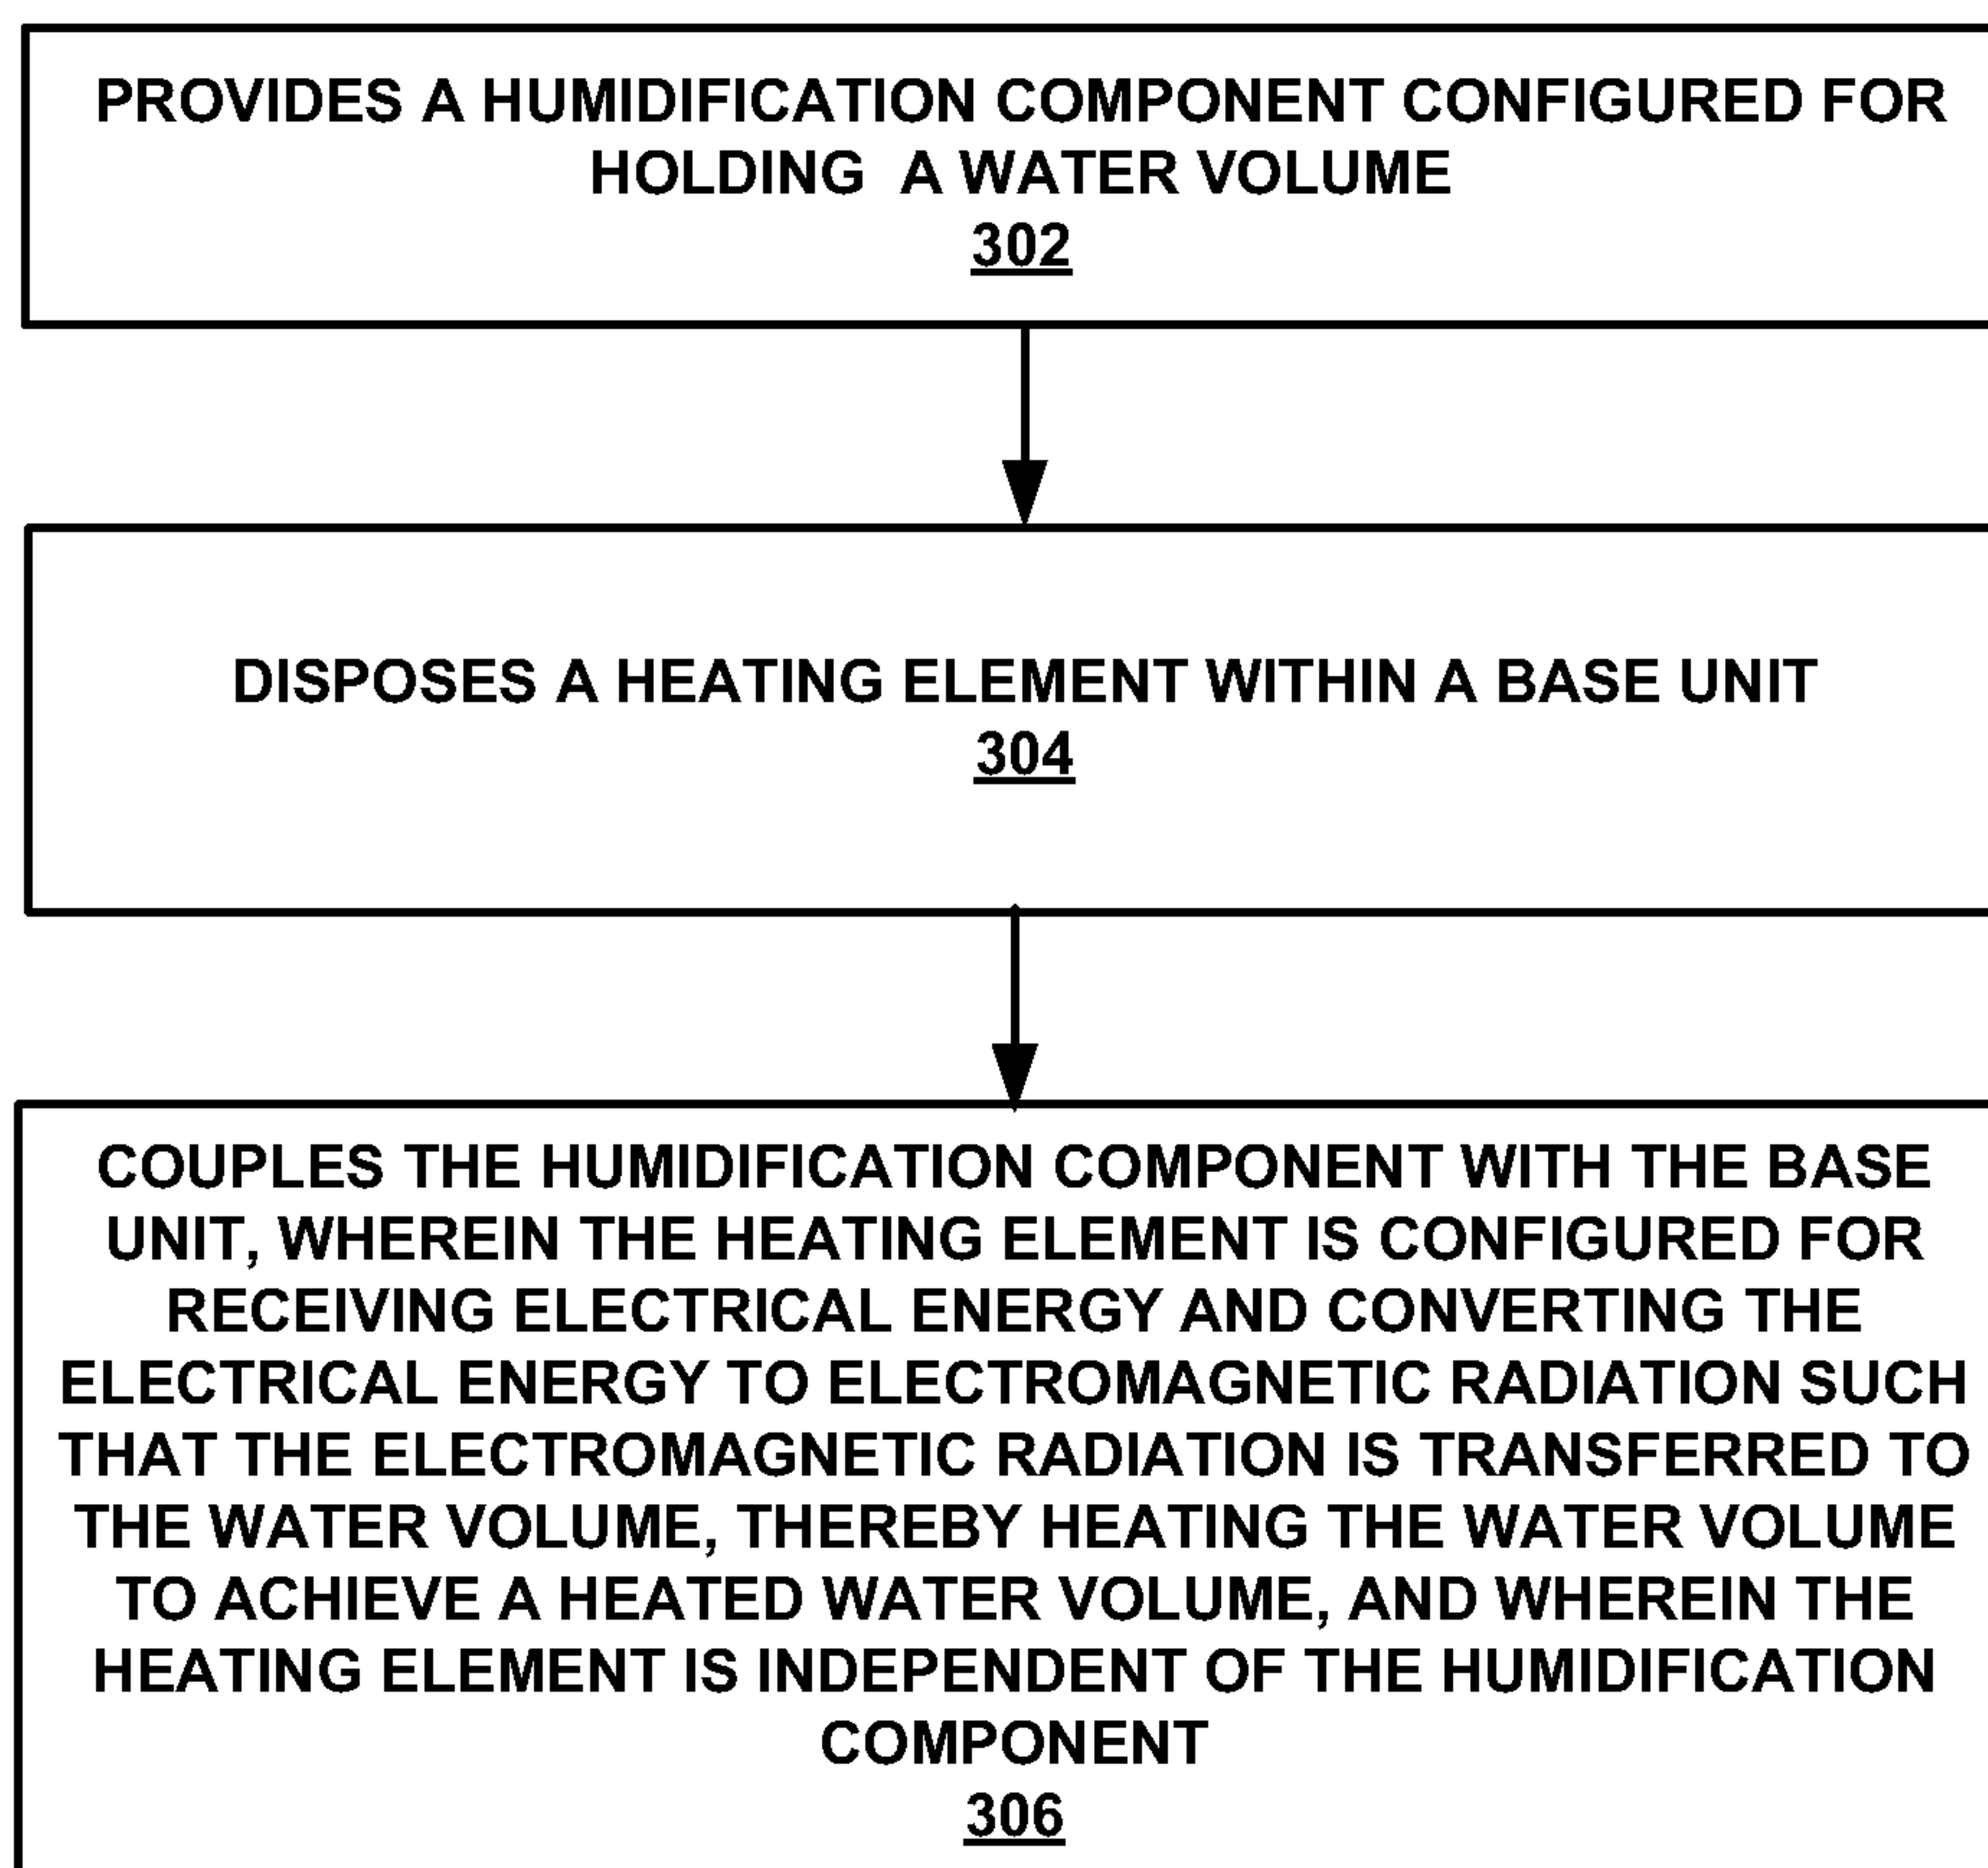 PROVIDES A HUMIDIFICATION COMPONENT CONFIGURED FOR
HOLDING A WATER VOLUME
302
DISPOSES A HEATING ELEMENT WITHIN A BASE UNIT
304
COUPLES THE HUMIDIFICATION COMPONENT WITH THE BASE
UNIT, WHEREIN THE HEATING ELEMENT IS CONFIGURED FOR
RECEIVING ELECTRICAL ENERGY AND CONVERTING THE
ELECTRICAL ENERGY TO ELECTROMAGNETIC RADIATION SUCH
THAT THE ELECTROMAGNETIC RADIATION IS TRANSFERRED TO
THE WATER VOLUME, THEREBY HEATING THE WATER VOLUME
TO ACHIEVE A HEATED WATER VOLUME, AND WHEREIN THE
HEATING ELEMENT IS INDEPENDENT OF THE HUMIDIFICATION
COMPONENT
306